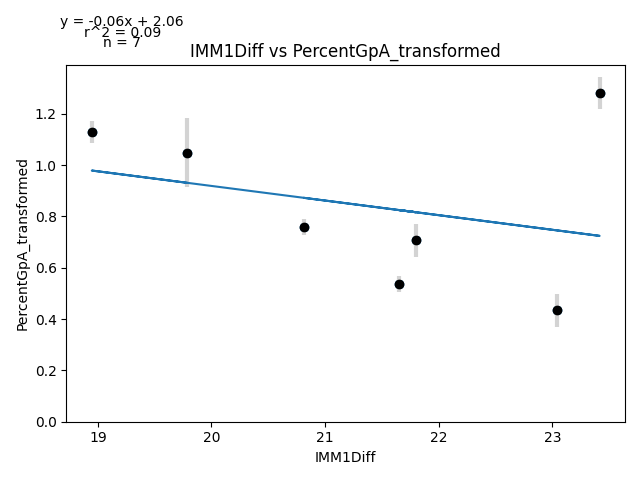 y = -0.06x + 2.06
r^2 = 0.09
n = 7
IMM1Diff vs PercentGpA_transformed
PercentGpA_transformed
1.2
1.0
0.8
0.6
0.4
0.2
0.0
19 20 21 22 23
IMM1Diff